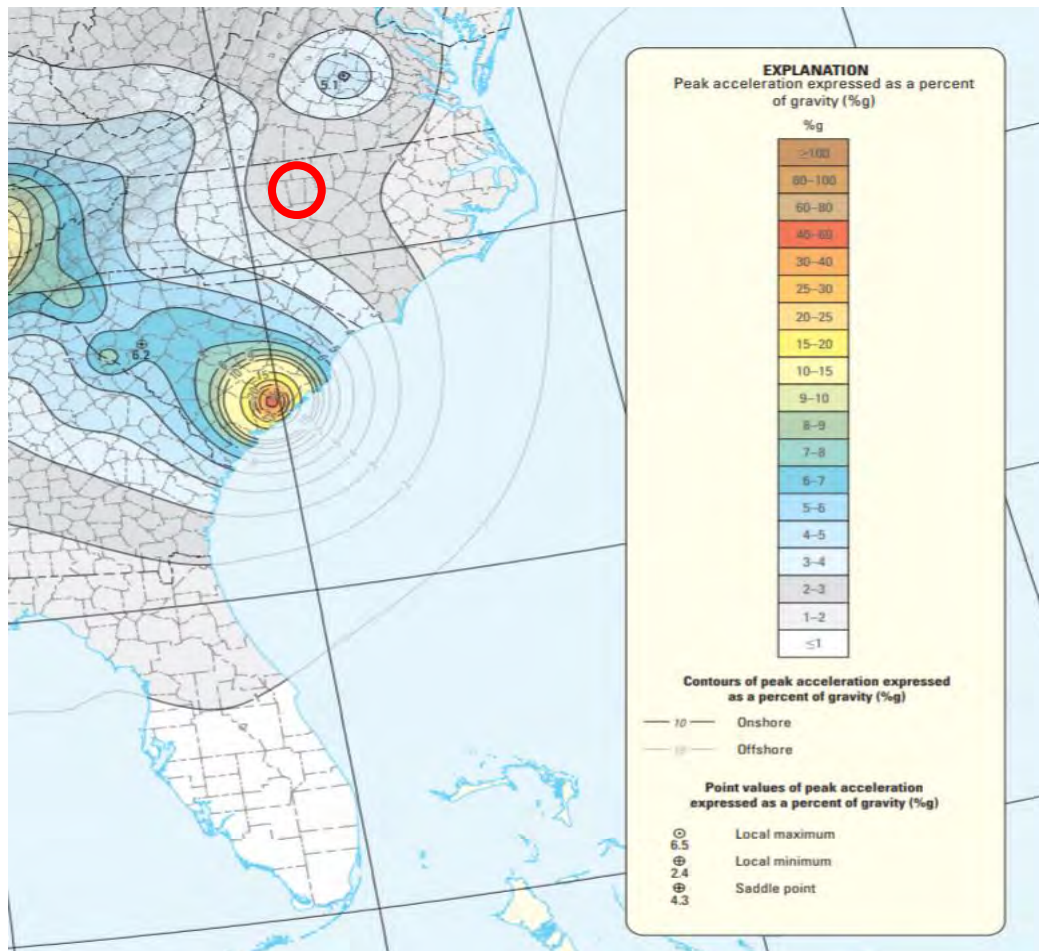 5.1
6.2
10
15
EXPLANATION
Peak acceleration expressed as a percent
of gravity (%g)
%g
≥100
80–100
60–80
40–60
30–40
25–30
20–25
15–20
10–15
9–10
8–9
7–8
6–7
5–6
4–5
3–4
2–3
1–2
≤1
Contours of peak acceleration expressed
as a percent of gravity (%g)
10 Onshore
10 Offshore
Point values of peak acceleration
expressed as a percent of gravity (%g)
Local maximum
6.5
Local minimum
2.4
Saddle point
4.3